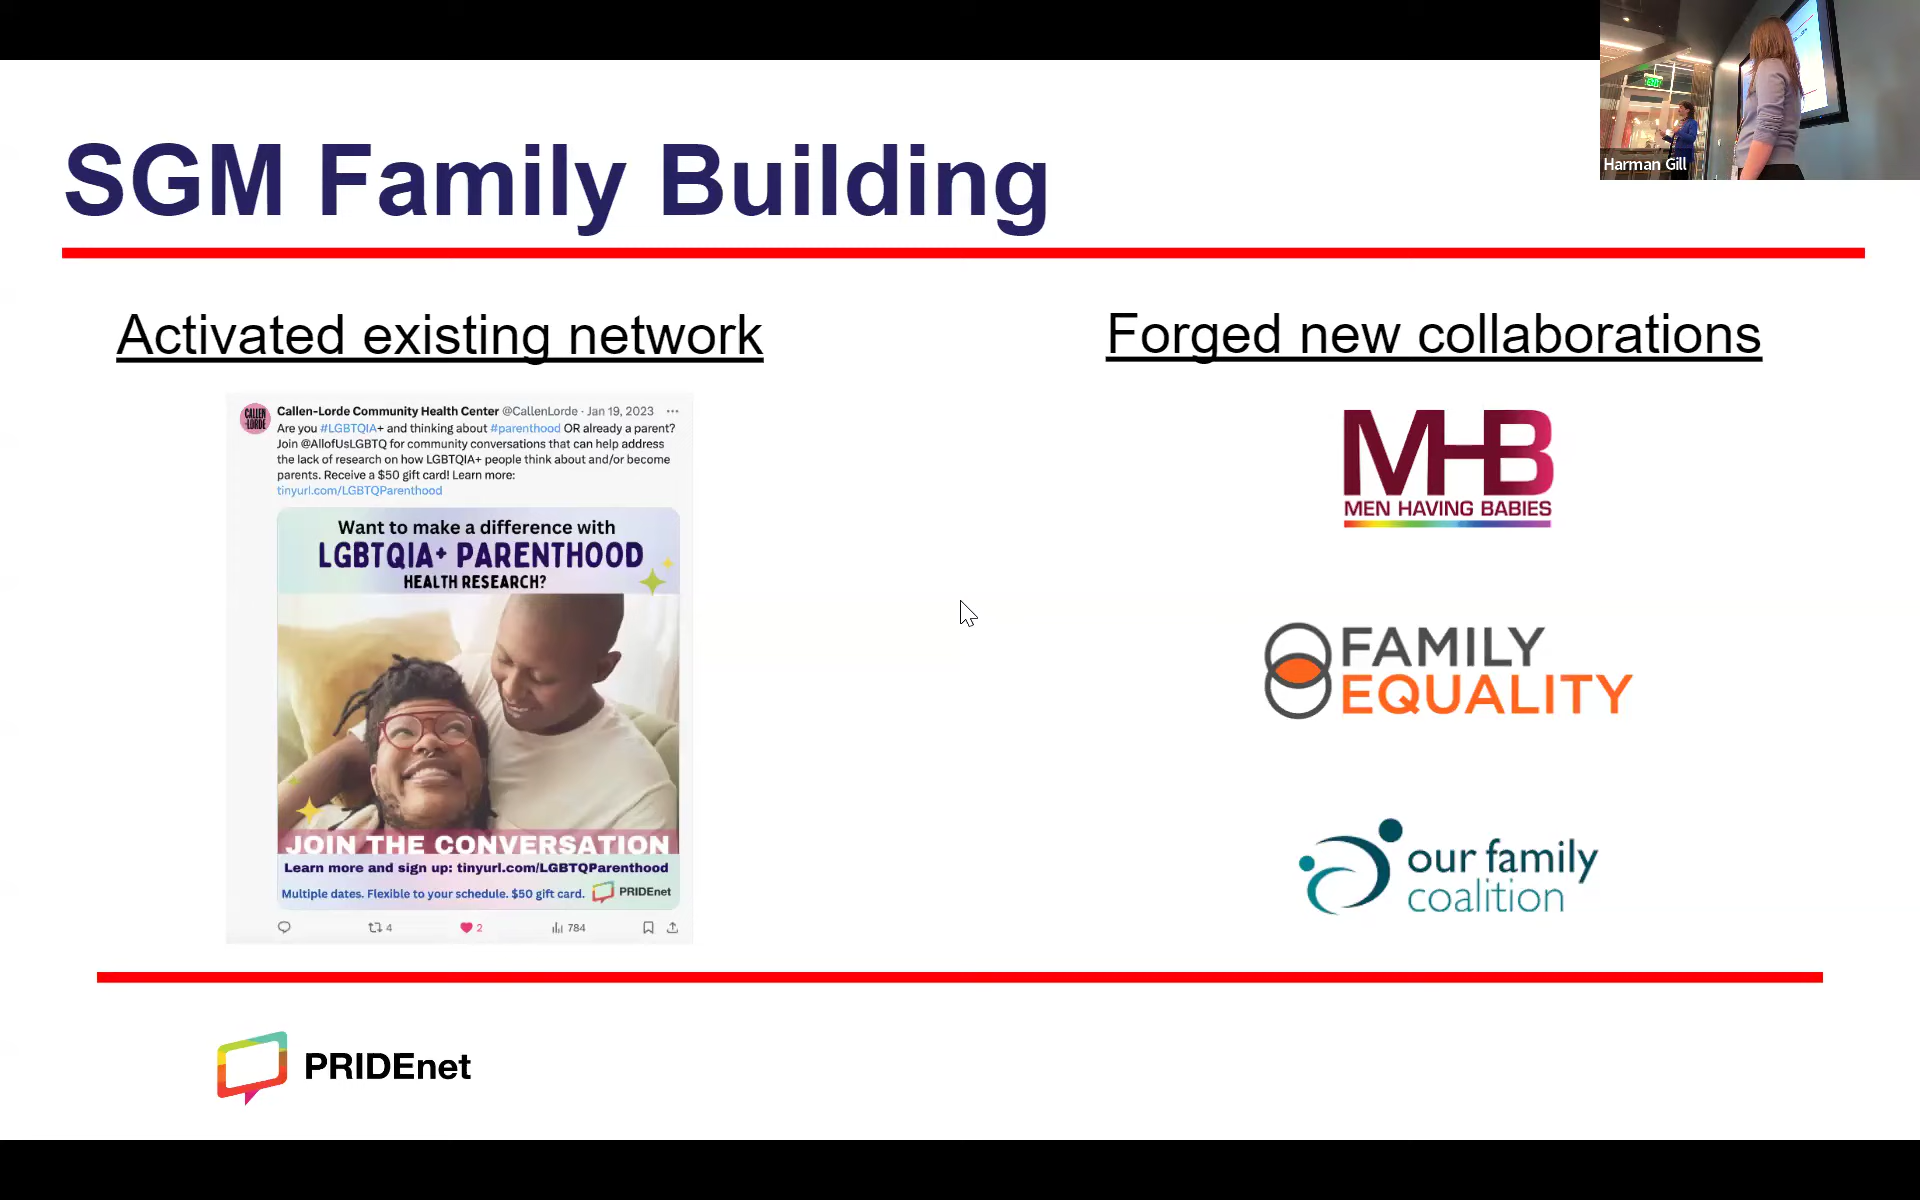 Harman Gill
SGM Family Building
Activated existing network
CALLEN
-LORDE
Callen-Lorde Community Health Center @CallenLorde · Jan 19, 2023 ···
Are you #LGBTQIA+ and thinking about #parenthood OR already a parent?
Join @AllofUsLGBTQ for community conversations that can help address
the lack of research on how LGBTQIA+ people think about and/or become
parents. Receive a $50 gift card! Learn more:
tinyurl.com/LGBTQParenthood
Want to make a difference with
LGBTQIA+ PARENTHOOD
HEALTH RESEARCH?
JOIN THE CONVERSATION
Learn more and sign up: tinyurl.com/LGBTQParenthood
Multiple dates. Flexible to your schedule. $50 gift card.
PRIDEnet
4
2
784
Forged new collaborations
MHB
MEN HAVING BABIES
FAMILY
EQUALITY
our family
coalition
PRIDEnet